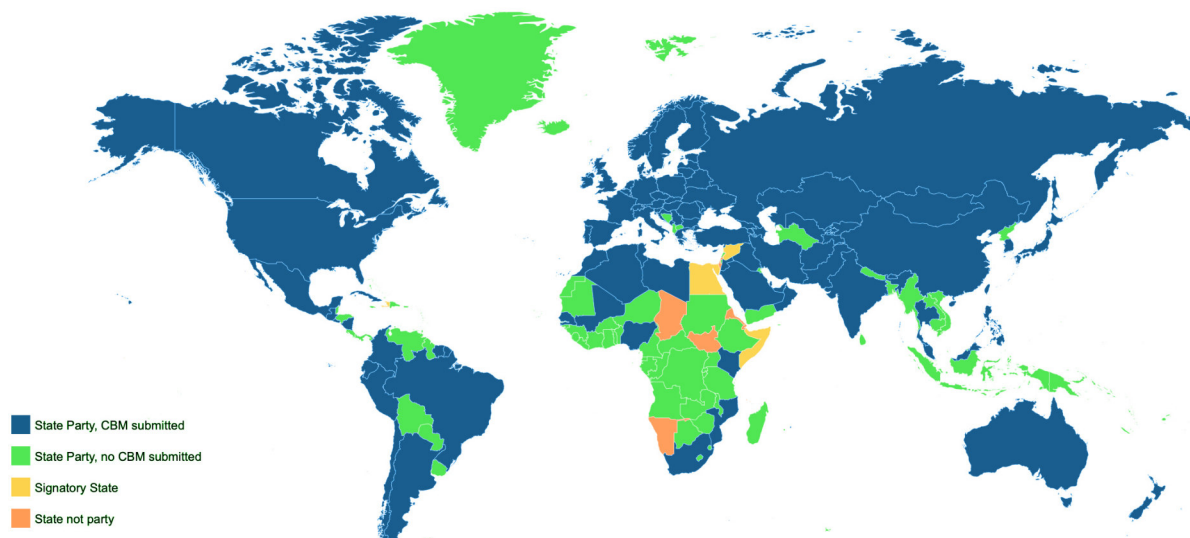 State Party, CBM submitted
State Party, no CBM submitted
Signatory State
State not party